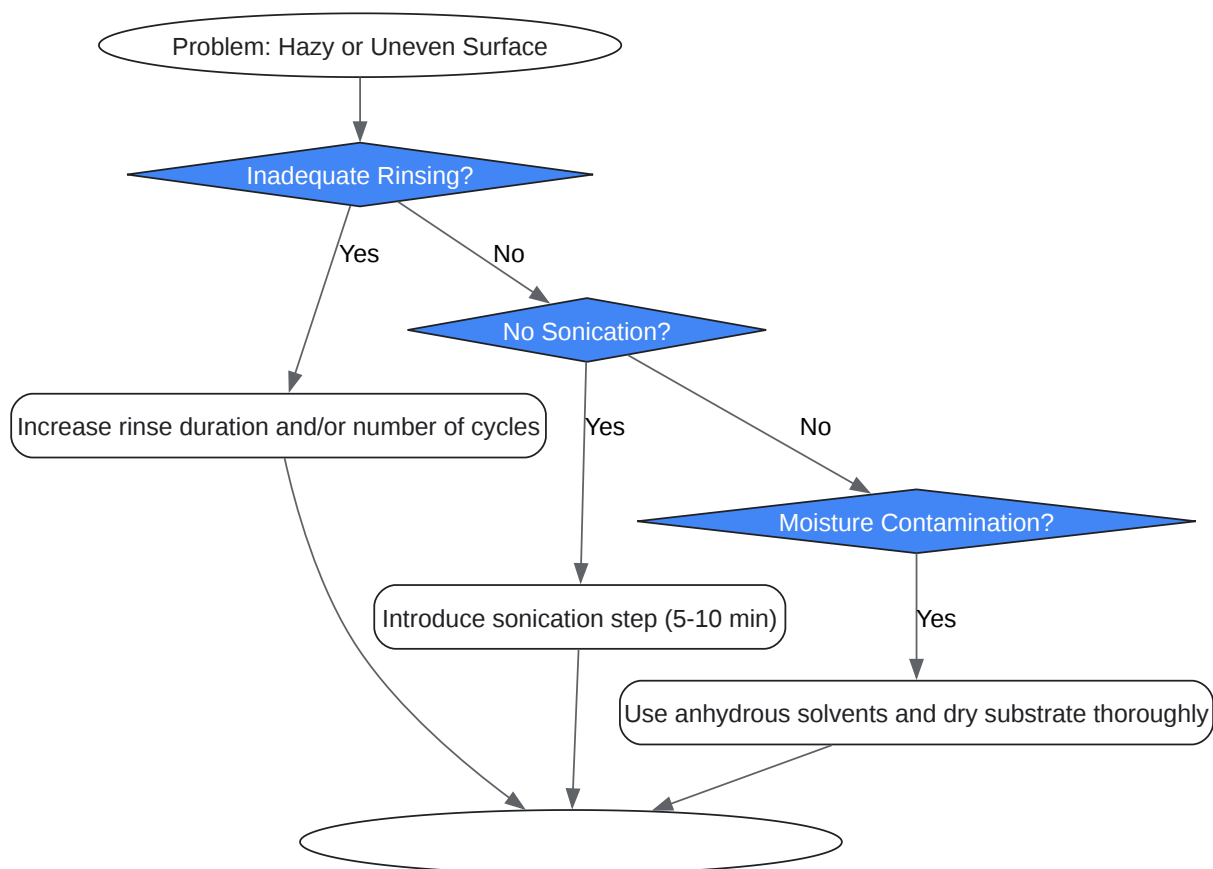 Problem: Hazy or Uneven Surface
Inadequate Rinsing?
Yes
No
No Sonication?
Increase rinse duration and/or number of cycles
Yes
No
Moisture Contamination?
Introduce sonication step (5-10 min)
Yes
Use anhydrous solvents and dry substrate thoroughly